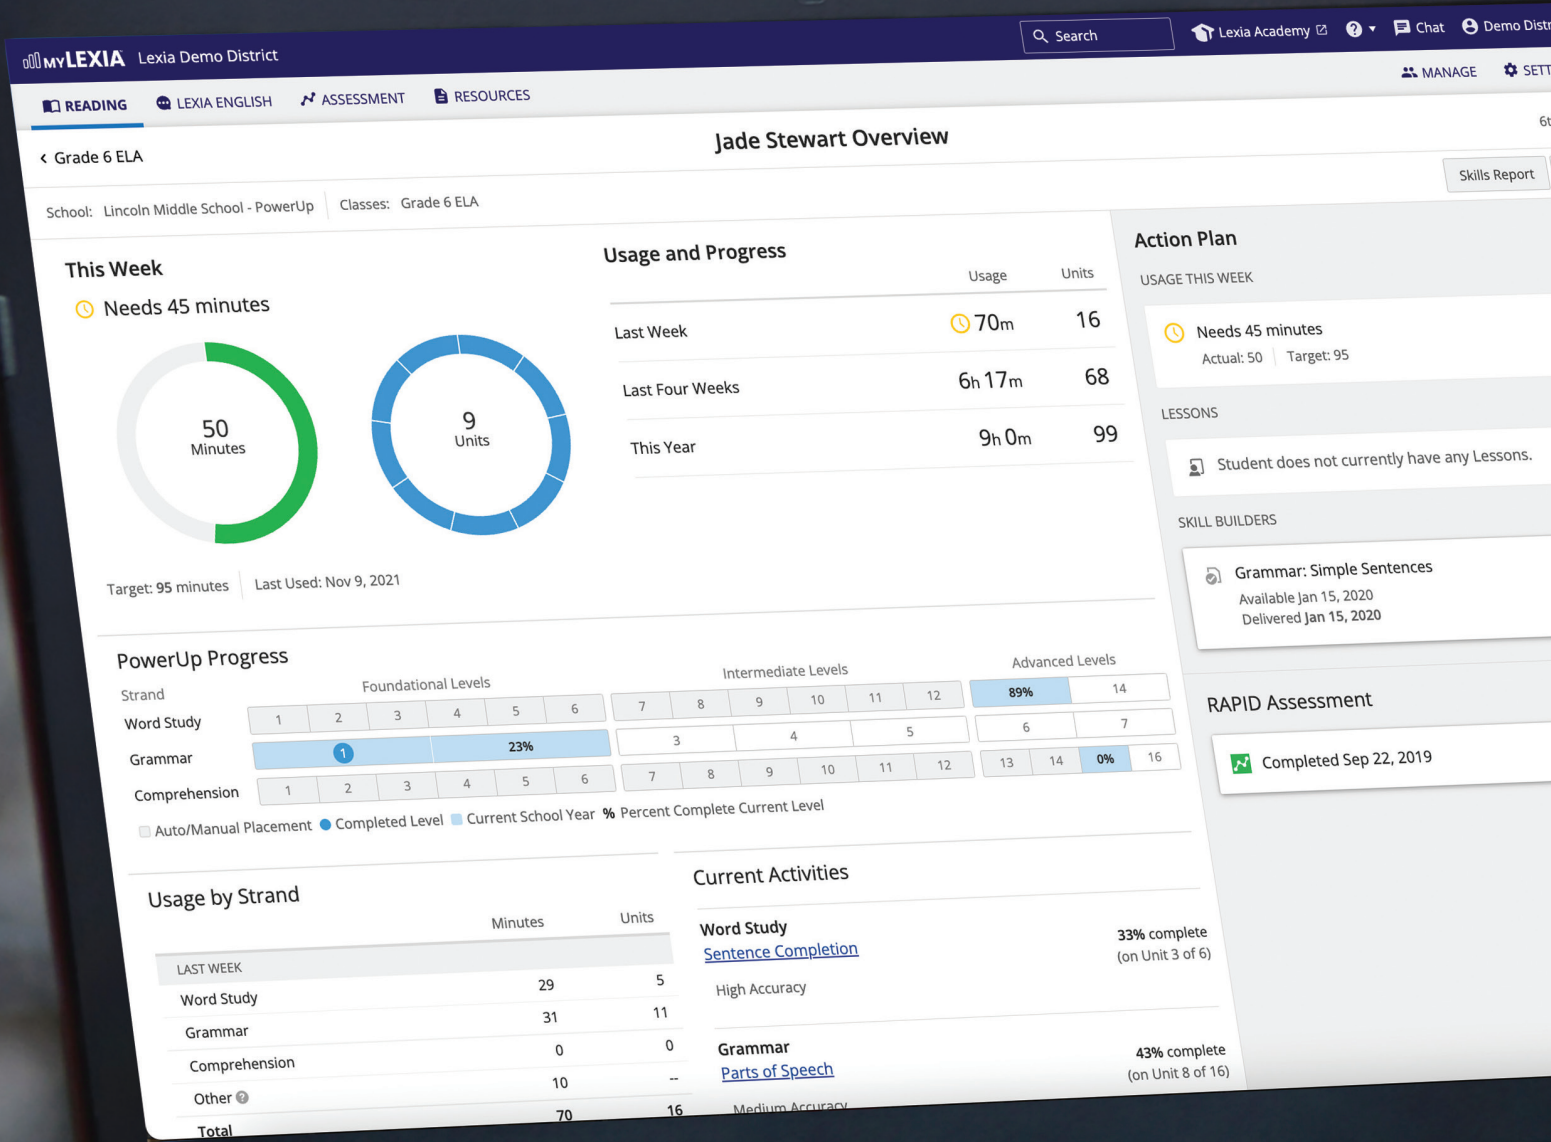 MYLEXIA Lexia Demo District
Search
Lexia Academy
Chat
Demo Distr
READING
LEXIA ENGLISH
ASSESSMENT
RESOURCES
MANAGE
SETT
< Grade 6 ELA
Jade Stewart Overview
6t
School: Lincoln Middle School - PowerUp
Classes: Grade 6 ELA
Skills Report
This Week
Needs 45 minutes
50
Minutes
9
Units
Target: 95 minutes
Last Used: Nov 9, 2021
Usage and Progress
Usage Units
Last Week 70m 16
Last Four Weeks 6h 17m 68
This Year 9h 0m 99
Action Plan
USAGE THIS WEEK
Needs 45 minutes
Actual: 50 Target: 95
LESSONS
Student does not currently have any Lessons.
SKILL BUILDERS
Grammar: Simple Sentences
Available Jan 15, 2020
Delivered Jan 15, 2020
RAPID Assessment
Completed Sep 22, 2019
PowerUp Progress
Strand Foundational Levels Intermediate Levels Advanced Levels
Word Study 1 2 3 4 5 6 7 8 9 10 11 12 89% 14
Grammar 1 23% 3 4 5 6 7
Comprehension 1 2 3 4 5 6 7 8 9 10 11 12 13 14 0% 16
Auto/Manual Placement Completed Level Current School Year % Percent Complete Current Level
Usage by Strand
Minutes Units
LAST WEEK
Word Study 29 5
Grammar 31 11
Comprehension 0 0
Other 10 --
Total 70 16
Current Activities
Word Study
Sentence Completion
33% complete
(on Unit 3 of 6)
High Accuracy
Grammar
Parts of Speech
43% complete
(on Unit 8 of 16)
Medium Accuracy